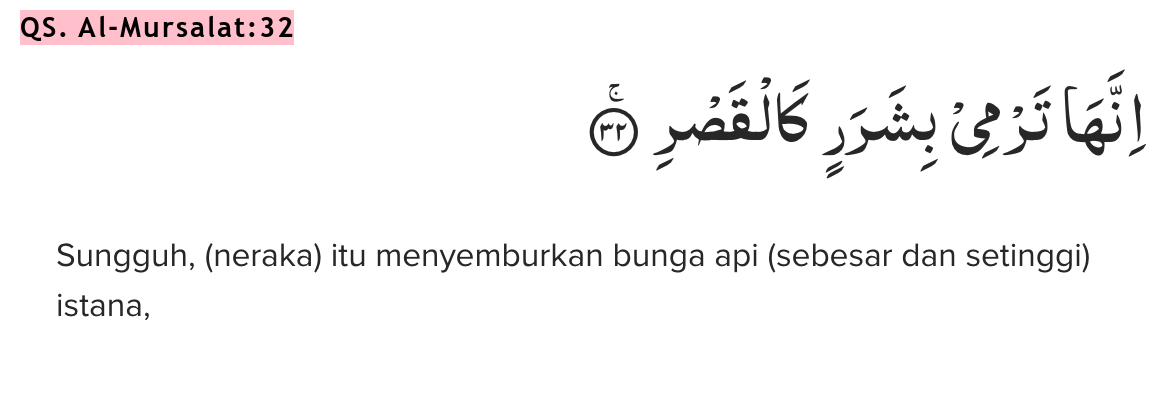 QS. Al-Mursalat:32
اِنَّهَا تَرْمِيْ بِشَرَرٍ كَالْقَصْرِۚ ٣٢
Sungguh, (neraka) itu menyemburkan bunga api (sebesar dan setinggi)
istana,